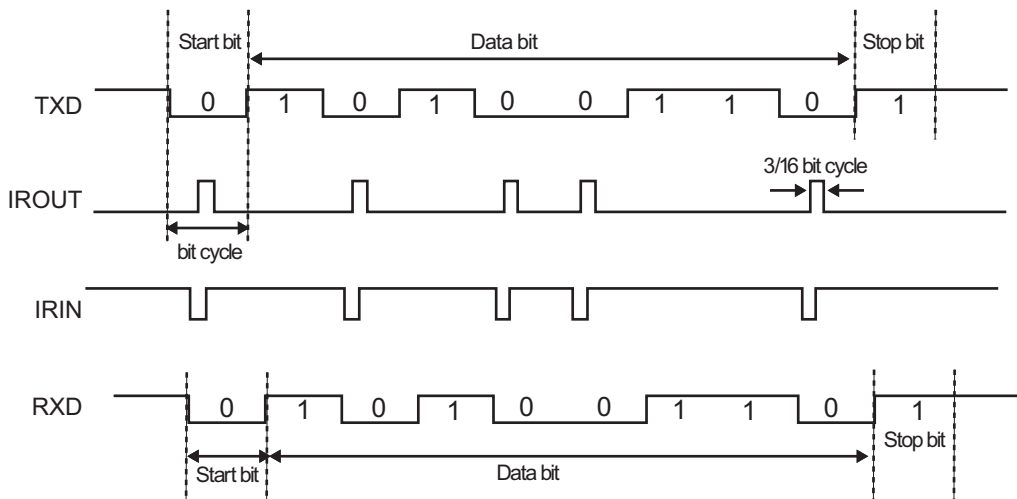 Start bit Data bit Stop bit
TXD 0 1 0 1 0 0 1 1 0 1
3/16 bit cycle
IROUT
bit cycle
IRIN
RXD 0 1 0 1 0 0 1 1 0 1
Stop bit
Start bit Data bit